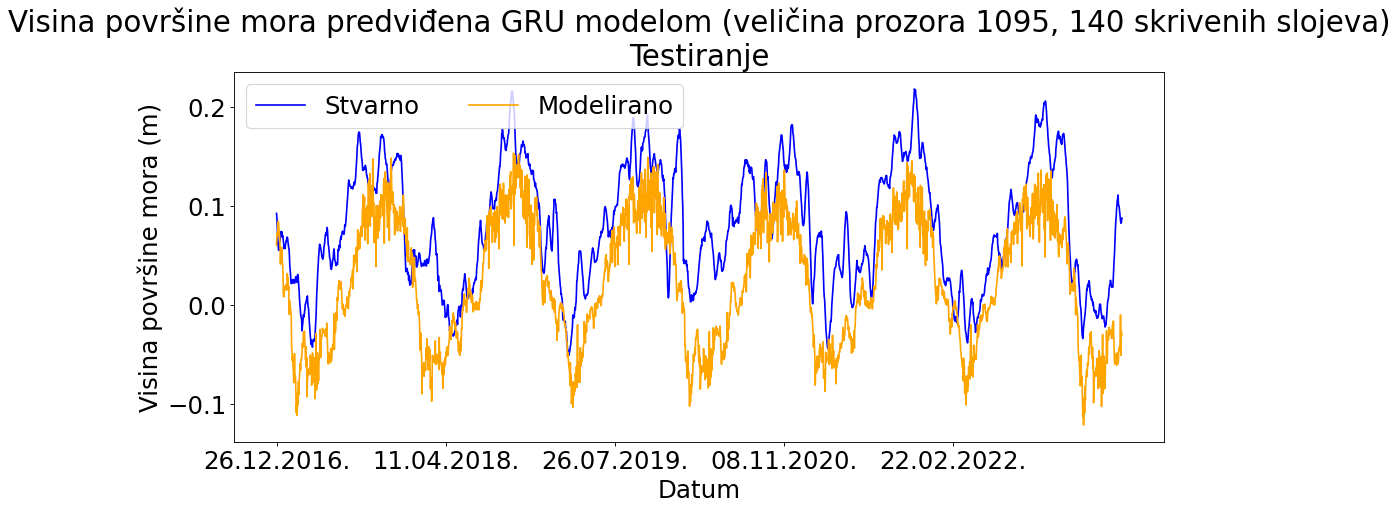 Visina površine mora predviđena GRU modelom (veličina prozora 1095, 140 skrivenih slojeva)
Testiranje
Stvarno
Modelirano
Visina površine mora (m)
0.2
0.1
0.0
−0.1
26.12.2016.
11.04.2018.
26.07.2019.
08.11.2020.
22.02.2022.
Datum